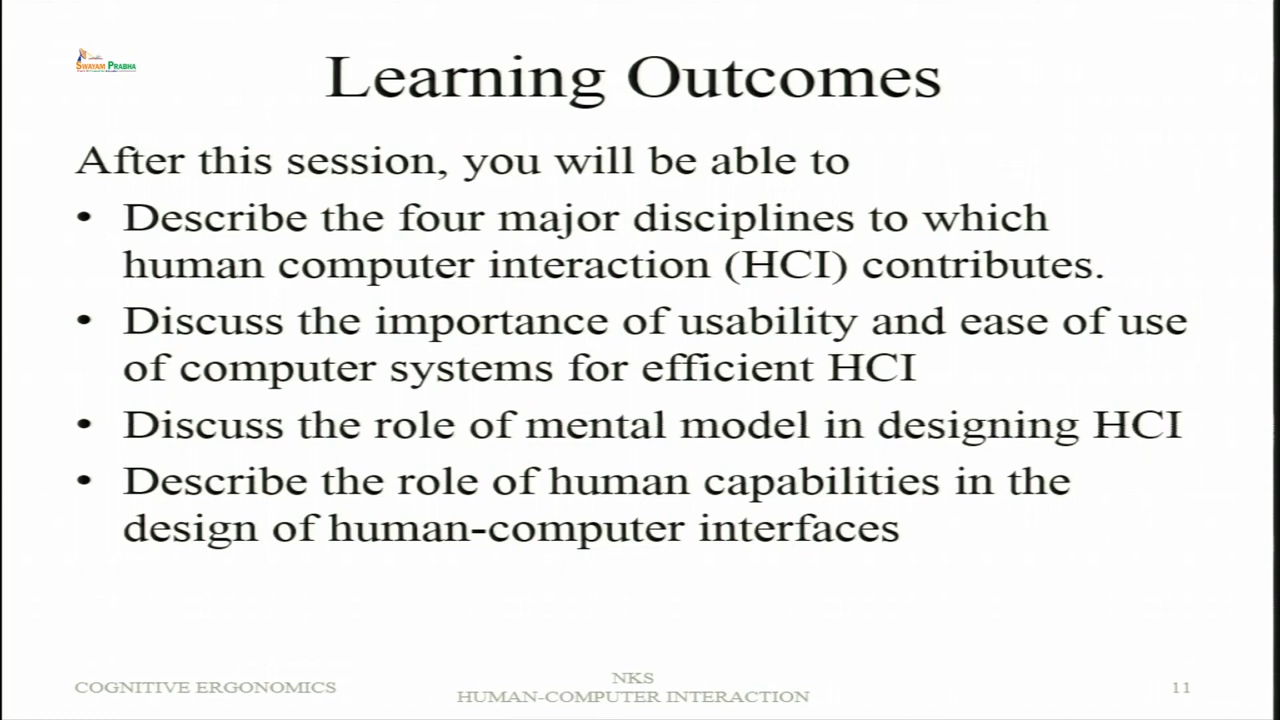 SWAYAM PRABHA
Learning Outcomes
After this session, you will be able to
• Describe the four major disciplines to which
human computer interaction (HCI) contributes.
• Discuss the importance of usability and ease of use
of computer systems for efficient HCI
• Discuss the role of mental model in designing HCI
• Describe the role of human capabilities in the
design of human-computer interfaces
COGNITIVE ERGONOMICS
NKS
HUMAN-COMPUTER INTERACTION
11